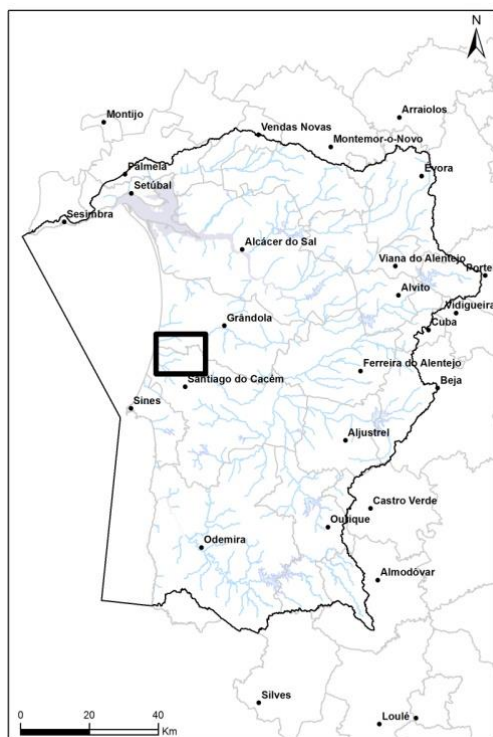 N
Arraiolos
Montijo
Vendas Novas
Montemor-o-Novo
Palmela
Évora
Setúbal
Sesimbra
Alcácer do Sal
Viana do Alentejo
Porte
Alvito
Vidigueira
Grândola
Cuba
Ferreira do Alentejo
Santiago do Cacém
Beja
Sines
Aljustrel
Castro Verde
Ourique
Odemira
Almodôvar
Silves
Loulé
0 20 40
Km